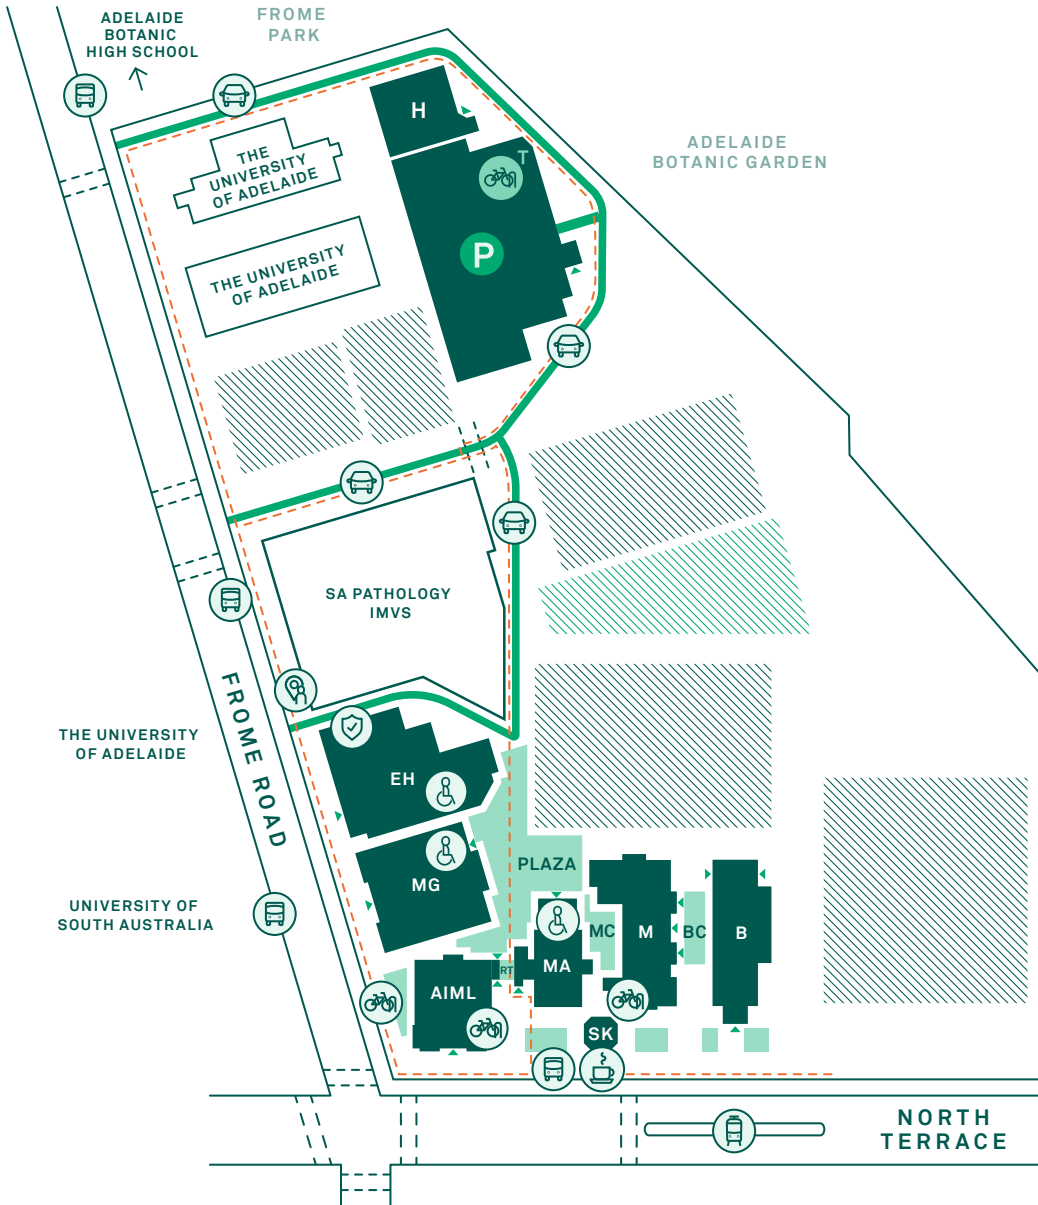 ADELAIDE
BOTANIC
HIGH SCHOOL
FROME
PARK
H
T
ADELAIDE
BOTANIC GARDEN
THE
UNIVERSITY
OF ADELAIDE
P
THE UNIVERSITY
OF ADELAIDE
SA PATHOLOGY
IMVS
FROME ROAD
THE UNIVERSITY
OF ADELAIDE
EH
PLAZA
MG
UNIVERSITY OF
SOUTH AUSTRALIA
MC
M
BC
B
MA
RT
AIML
SK
NORTH
TERRACE